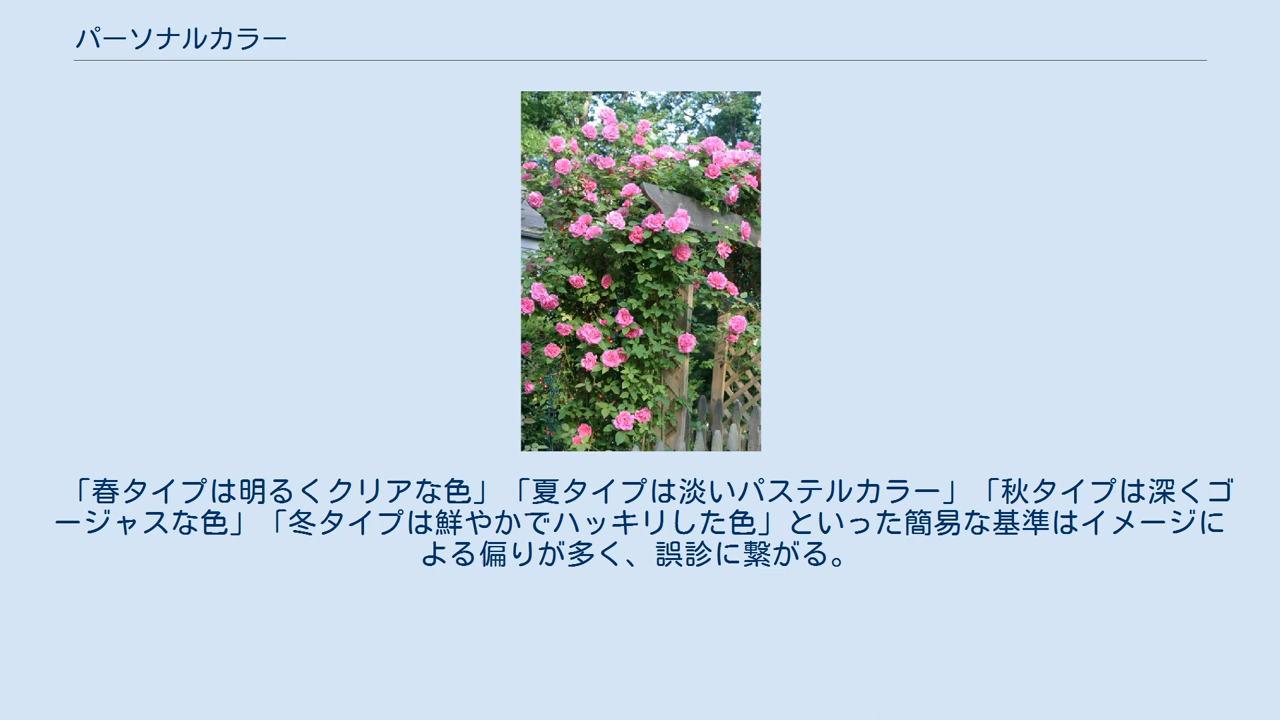 パーソナルカラー
「春タイプは明るくクリアな色」「夏タイプは淡いパステルカラー」「秋タイプは深くゴ
ージャスな色」「冬タイプは鮮やかでハッキリした色」といった簡易な基準はイメージに
よる偏りが多く、誤診に繋がる。